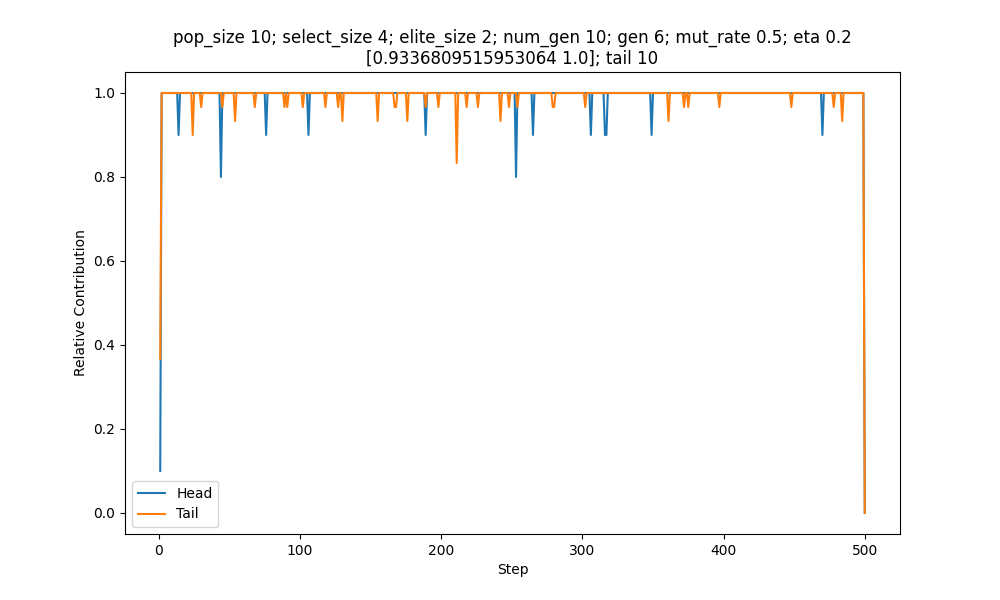 pop_size 10; select_size 4; elite_size 2; num_gen 10; gen 6; mut_rate 0.5; eta 0.2
[0.9336809515953064 1.0]; tail 10
Relative Contribution
1.0
0.8
0.6
0.4
0.2
0.0
Head
Tail
0
100
200
300
400
500
Step